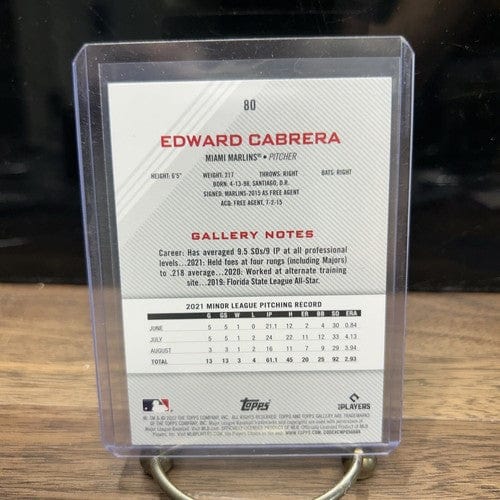 80
EDWARD CABRERA
MIAMI MARLINS® • PITCHER
HEIGHT: 6'5" WEIGHT: 217 THROWS: RIGHT BATS: RIGHT
BORN: 4-13-98, SANTIAGO, D.R.
SIGNED: MARLINS-2015 AS FREE AGENT
ACQ: FREE AGENT, 7-2-15
GALLERY NOTES
Career: Has averaged 9.5 SOs/9 IP at all professional
levels...2021: Held foes at four rungs (including Majors)
to .218 average...2020: Worked at alternate training
site...2019: Florida State League All-Star.
2021 MINOR LEAGUE PITCHING RECORD
G GS W L IP H ER BB SO ERA
JUNE 5 5 1 0 21.1 12 2 4 30 0.84
JULY 5 5 1 2 24 22 11 12 33 4.13
AUGUST 3 3 1 2 16 11 7 9 29 3.94
TOTAL 13 13 3 4 61.1 45 20 25 92 2.93
Topps
PLAYERS